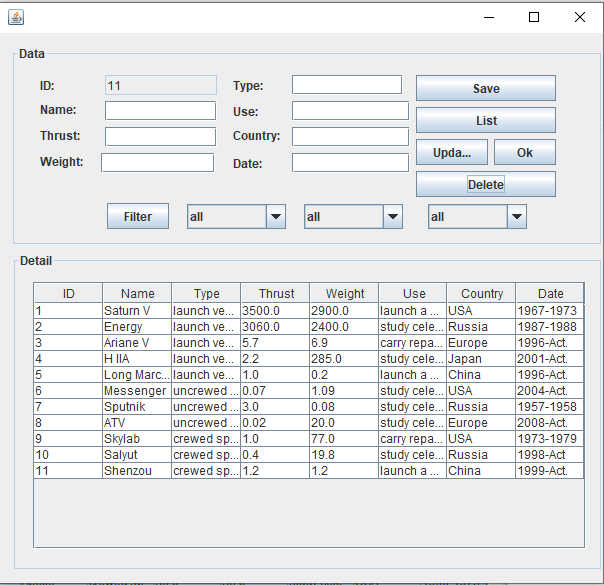 Data
ID: 11 Type: Save
Name: Use: List
Thrust: Country: Upda... Ok
Weight: Date: Delete
Filter all all all
Detail
ID Name Type Thrust Weight Use Country Date
1 Saturn V launch ve... 3500.0 2900.0 launch a ... USA 1967-1973
2 Energy launch ve... 3060.0 2400.0 study cele... Russia 1987-1988
3 Ariane V launch ve... 5.7 6.9 carry repa... Europe 1996-Act.
4 H IIA launch ve... 2.2 285.0 study cele... Japan 2001-Act.
5 Long Marc... launch ve... 1.0 0.2 launch a ... China 1996-Act.
6 Messenger uncrewed ... 0.07 1.09 study cele... USA 2004-Act.
7 Sputnik uncrewed ... 3.0 0.08 study cele... Russia 1957-1958
8 ATV uncrewed ... 0.02 20.0 study cele... Europe 2008-Act.
9 Skylab crewed sp... 1.0 77.0 carry repa... USA 1973-1979
10 Salyut crewed sp... 0.4 19.8 study cele... Russia 1998-Act
11 Shenzou crewed sp... 1.2 1.2 launch a ... China 1999-Act.